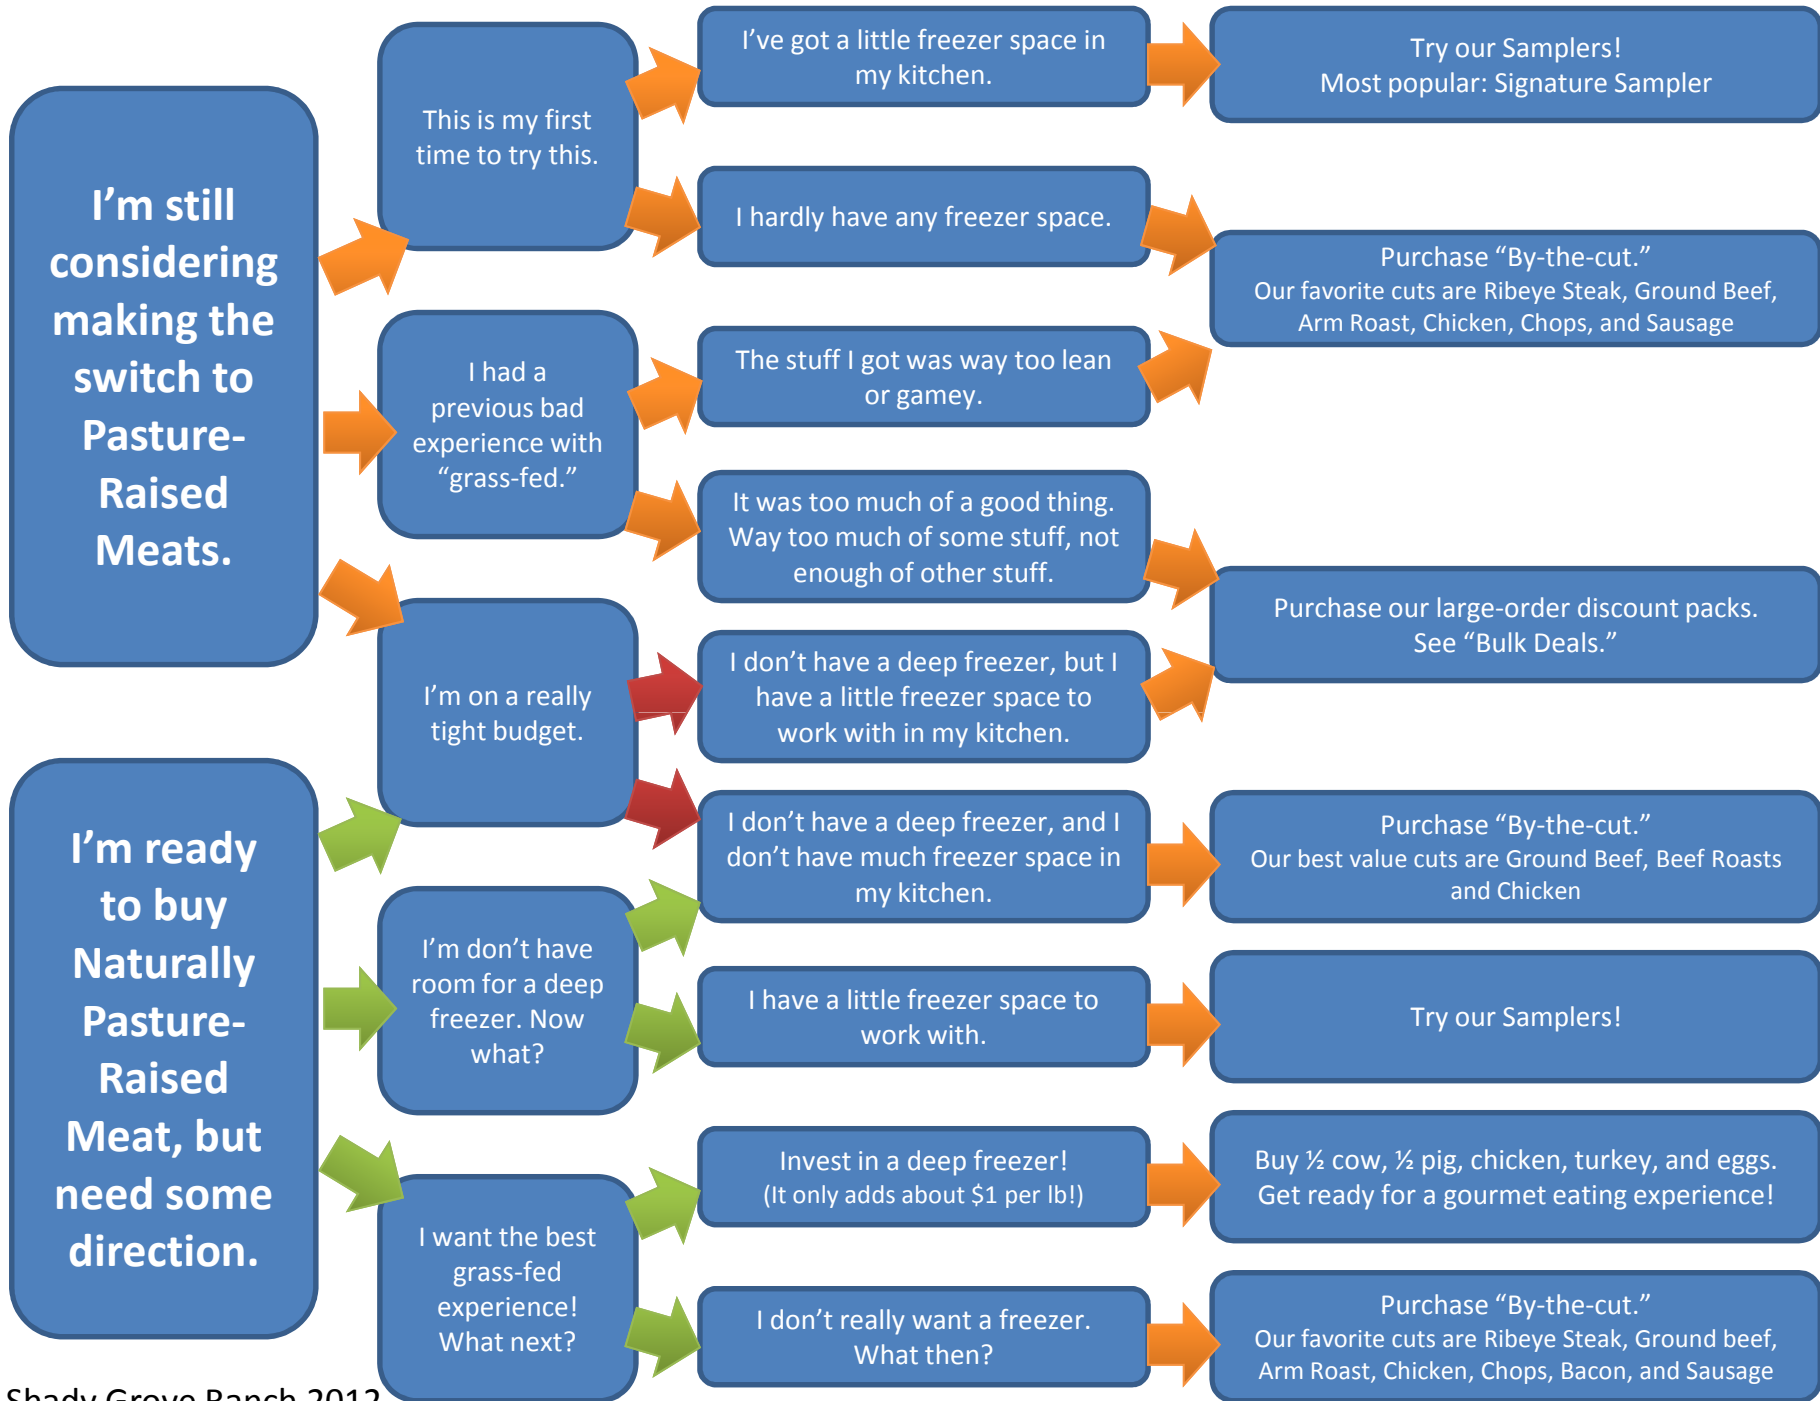 I'm still
considering
making the
switch to
Pasture-
Raised
Meats.
I'm ready
to buy
Naturally
Pasture-
Raised
Meat, but
need some
direction.
This is my first
time to try this.
I had a
previous bad
experience with
“grass-fed.”
I'm on a really
tight budget.
I'm don't have
room for a deep
freezer. Now
what?
I want the best
grass-fed
experience!
What next?
I've got a little freezer space in
my kitchen.
I hardly have any freezer space.
The stuff I got was way too lean
or gamey.
It was too much of a good thing.
Way too much of some stuff, not
enough of other stuff.
I don't have a deep freezer, but I
have a little freezer space to
work with in my kitchen.
I don't have a deep freezer, and I
don't have much freezer space in
my kitchen.
I have a little freezer space to
work with.
Invest in a deep freezer!
(It only adds about $1 per lb!)
I don't really want a freezer.
What then?
Try our Samplers!
Most popular: Signature Sampler
Purchase “By-the-cut.”
Our favorite cuts are Ribeye Steak, Ground Beef,
Arm Roast, Chicken, Chops, and Sausage
Purchase our large-order discount packs.
See “Bulk Deals.”
Purchase “By-the-cut.”
Our best value cuts are Ground Beef, Beef Roasts
and Chicken
Try our Samplers!
Buy ½ cow, ½ pig, chicken, turkey, and eggs.
Get ready for a gourmet eating experience!
Purchase “By-the-cut.”
Our favorite cuts are Ribeye Steak, Ground beef,
Arm Roast, Chicken, Chops, Bacon, and Sausage
Shady Grove Ranch 2012